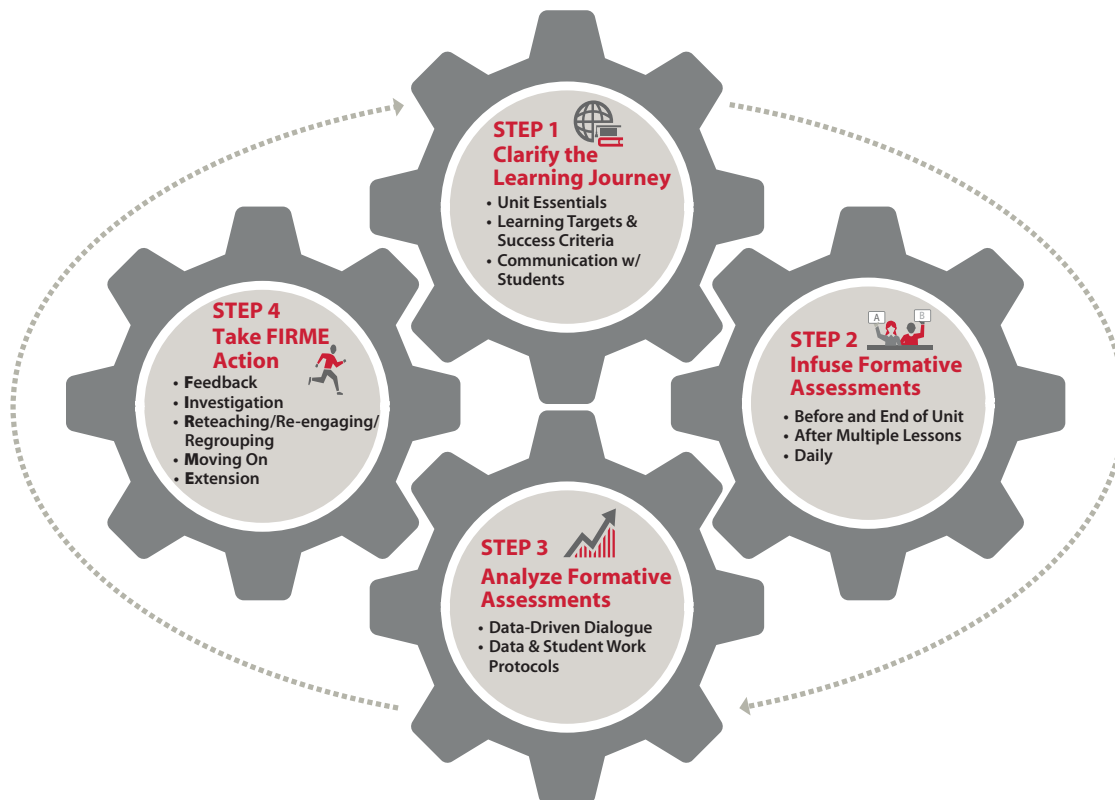 STEP 1
Clarify the
Learning Journey
• Unit Essentials
• Learning Targets &
Success Criteria
• Communication w/
Students
STEP 2
A
B
Infuse Formative
Assessments
• Before and End of Unit
• After Multiple Lessons
• Daily
STEP 3
Analyze Formative
Assessments
• Data-Driven Dialogue
• Data & Student Work
Protocols
STEP 4
Take FIRME
Action
• Feedback
• Investigation
• Reteaching/Re-engaging/
Regrouping
• Moving On
• Extension